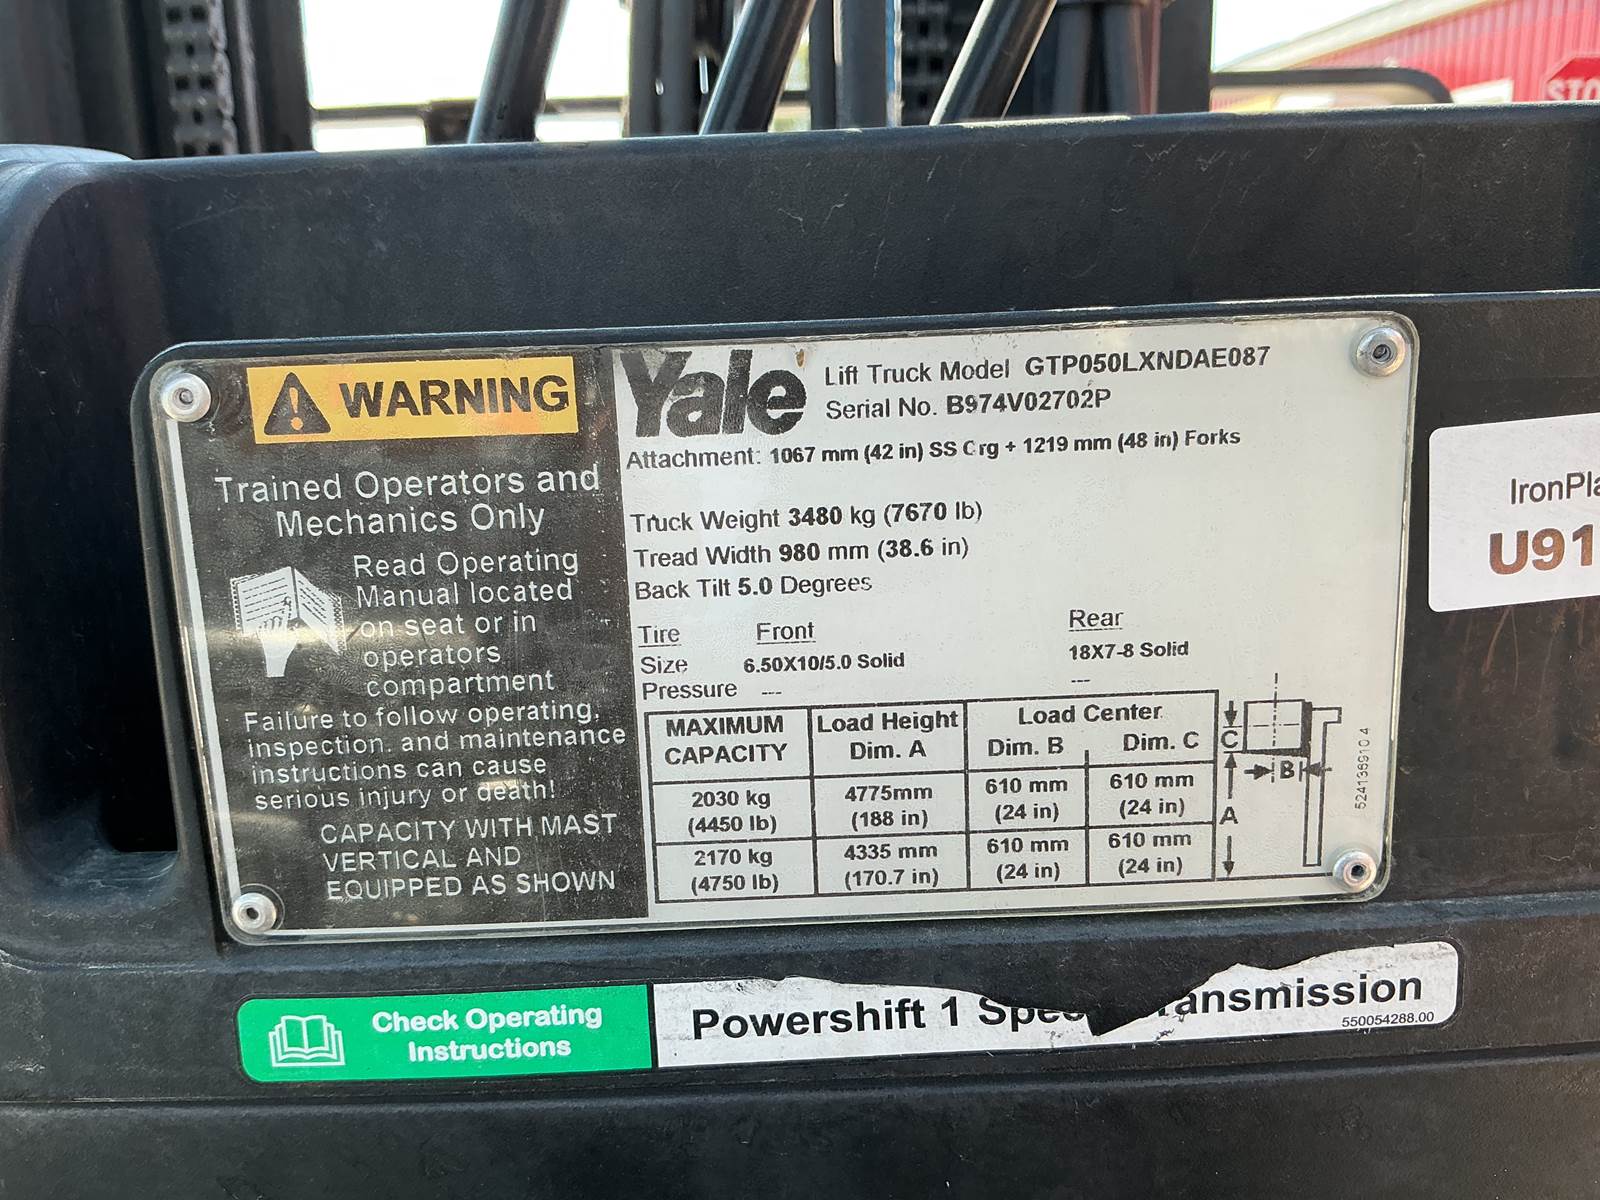 STO
WARNING
Trained Operators and
Mechanics Only
Read Operating
Manual located
on seat or in
operators
compartment
Failure to follow operating,
inspection, and maintenance
instructions can cause
serious injury or death!
CAPACITY WITH MAST
VERTICAL AND
EQUIPPED AS SHOWN
Yale
Lift Truck Model GTP050LXNDAE087
Serial No. B974V02702P
Attachment: 1067 mm (42 in) SS Crg + 1219 mm (48 in) Forks
Truck Weight 3480 kg (7670 lb)
Tread Width 980 mm (38.6 in)
Back Tilt 5.0 Degrees
Tire Front Rear
Size 6.50X10/5.0 Solid 18X7-8 Solid
Pressure --- ---
MAXIMUM CAPACITY Load Height Dim. A Load Center Dim. B Dim. C
2030 kg (4450 lb) 4775mm (188 in) 610 mm (24 in) 610 mm (24 in)
2170 kg (4750 lb) 4335 mm (170.7 in) 610 mm (24 in) 610 mm (24 in)
C
B
A
524136910 4
IronPla
U91
Check Operating
Instructions
Powershift 1 Spe ansmission
550054288.00